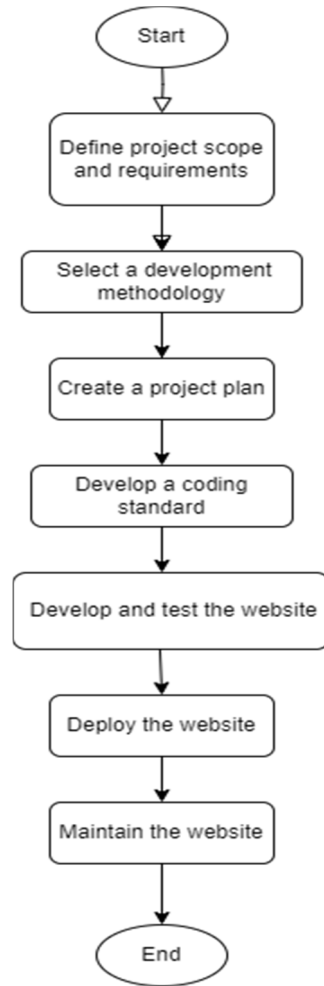 Start
Define project scope
and requirements
Select a development
methodology
Create a project plan
Develop a coding
standard
Develop and test the website
Deploy the website
Maintain the website
End